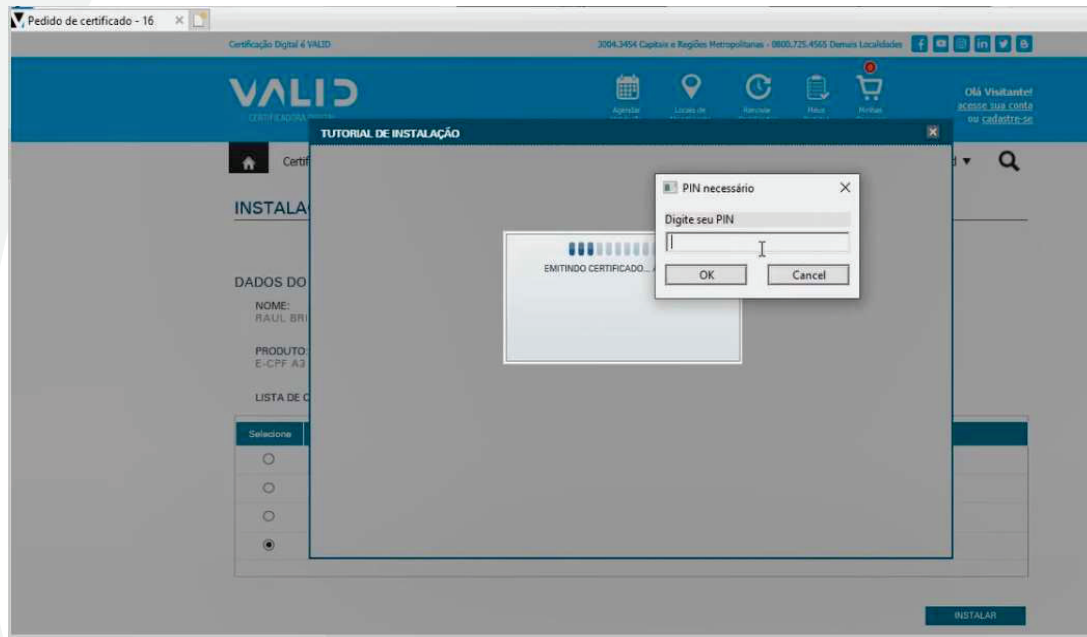 Pedido de certificado - 16
Certificação Digital é VALID
3004.3454 Capitais e Regiões Metropolitanas - 0800.725.4565 Demais Localidades
VALID
CERTIFICADORA DIGITAL
Agendar
Locais de
Renovar
Meus
Minhas
Olá Visitante!
acesse sua conta
ou cadastre-se
TUTORIAL DE INSTALAÇÃO
Certif
d
INSTALA
PIN necessário
Digite seu PIN
OK
Cancel
EMITINDO CERTIFICADO...
DADOS DO
NOME:
RAUL BRI
PRODUTO:
E-CPF A3
LISTA DE C
Selecione
INSTALAR